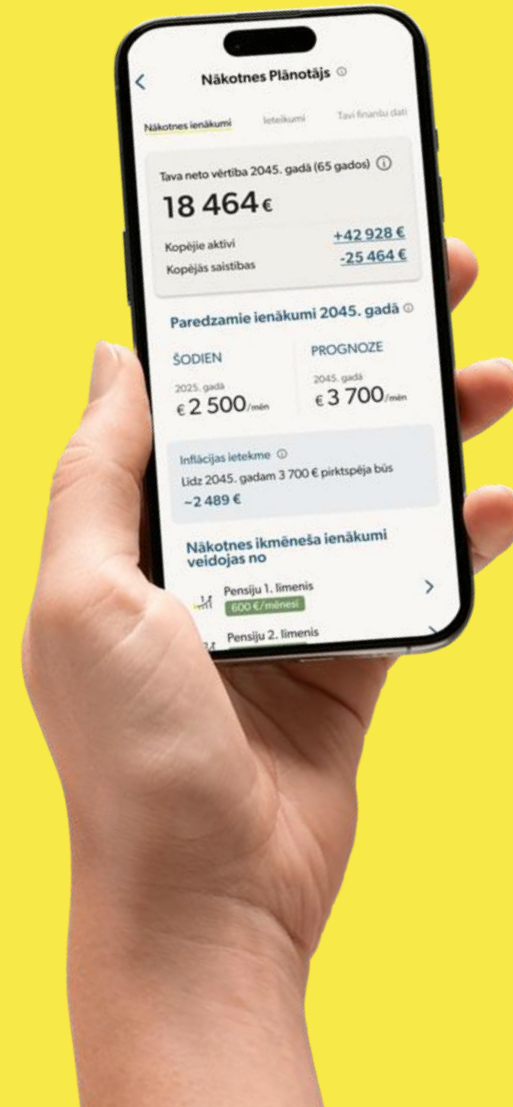 Nākotnes Plānotājs
Nākotnes ienākumi Ieteikumi Tavi finanšu dati
Tava neto vērtība 2045. gadā (65 gados)
18 464 €
Kopējie aktīvi +42 928 €
Kopējās saistības -25 464 €
Paredzamie ienākumi 2045. gadā
ŠODIEN PROGNOZE
2025. gadā 2045. gadā
€ 2 500/mēn € 3 700/mēn
Inflācijas ietekme
Līdz 2045. gadam 3 700 € pirktspēja būs
~2 489 €
Nākotnes ikmēneša ienākumi
veidojas no
Pensiju 1. līmenis
600 €/mēnesī
Pensiju 2. līmenis